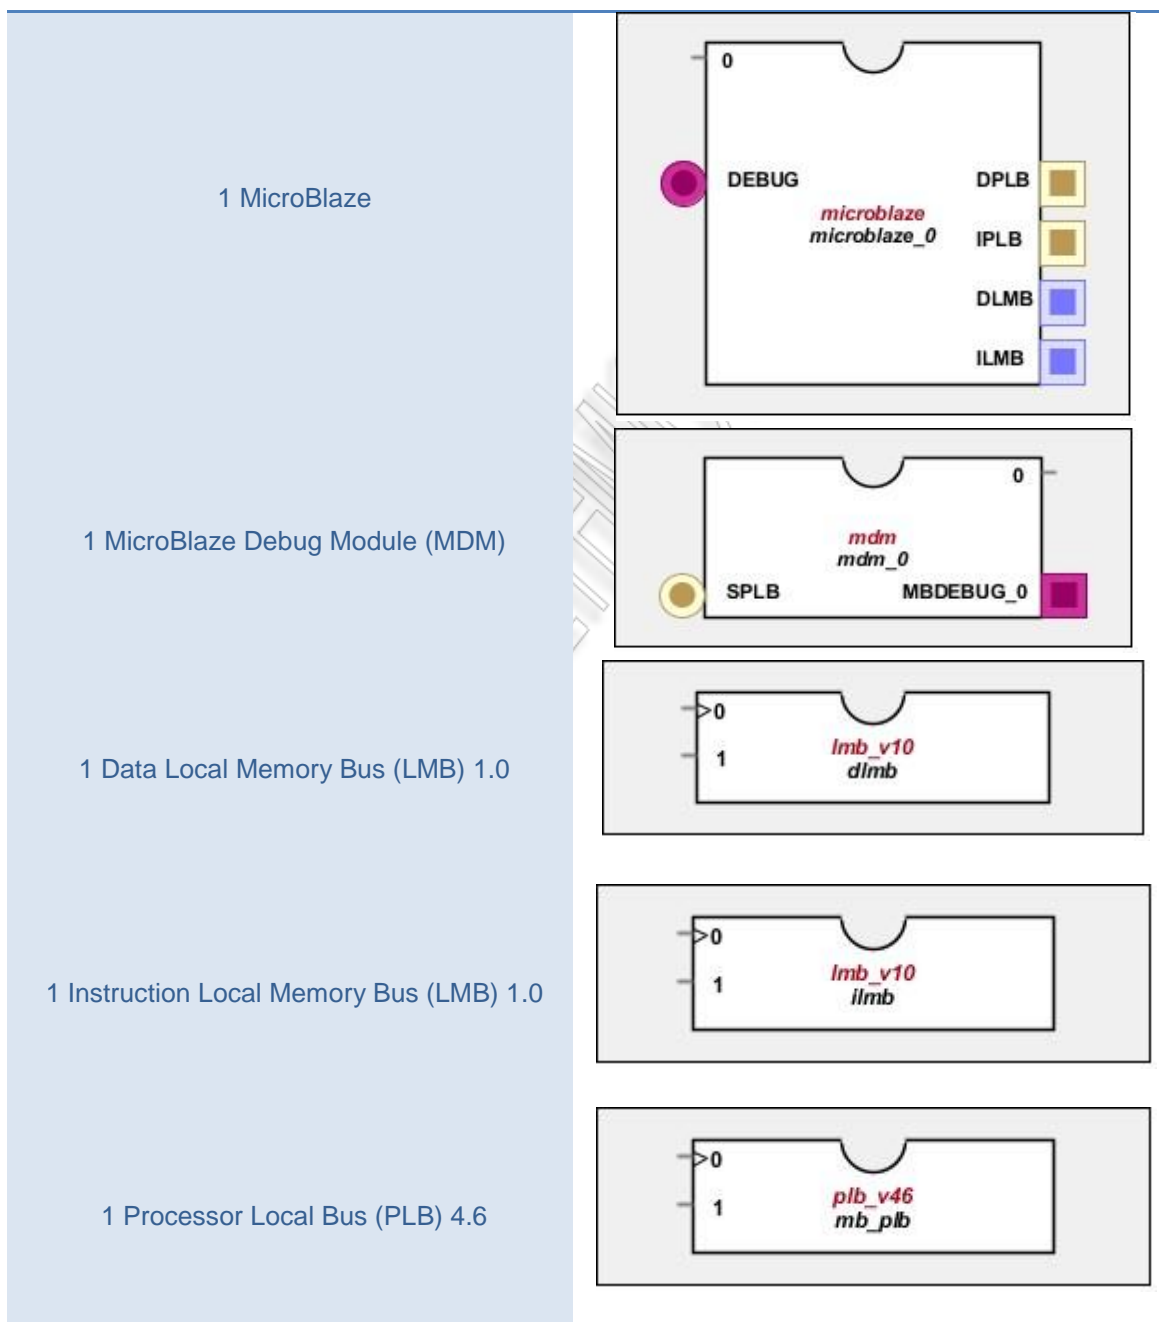 1 MicroBlaze
0
DEBUG
DPLB
microblaze
microblaze_0
IPLB
DLMB
ILMB
1 MicroBlaze Debug Module (MDM)
0
mdm
mdm_0
SPLB
MBDEBUG_0
1 Data Local Memory Bus (LMB) 1.0
0
1
lmb_v10
dlmb
1 Instruction Local Memory Bus (LMB) 1.0
0
1
lmb_v10
ilmb
1 Processor Local Bus (PLB) 4.6
0
1
plb_v46
mb_plb